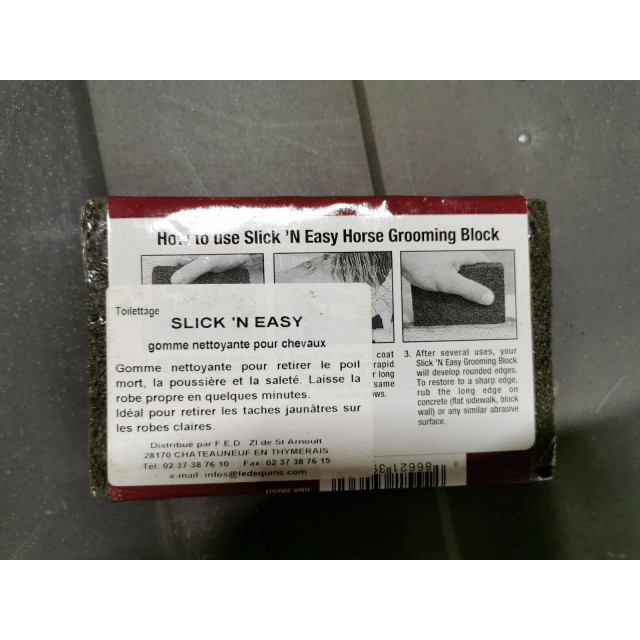 How to use Slick 'N Easy Horse Grooming Block
Toilettage
SLICK 'N EASY
gomme nettoyante pour chevaux
Gomme nettoyante pour retirer le poil
mort, la poussière et la saleté. Laisse la
robe propre en quelques minutes.
Idéal pour retirer les taches jaunâtres sur
les robes claires.
Distribué par F.E.D ZI de St Arnoult
28170 CHATEAUNEUF EN THYMERAIS
Tél. 02 37 38 76 10 Fax: 02 37 38 76 15
e-mail infos@fedequine.com
coat
rapid
r long
same
ows.
3. After several uses, your
Slick 'N Easy Grooming Block
will develop rounded edges.
To restore to a sharp edge,
rub the long edge on
concrete (flat sidewalk, block
wall) or any similar abrasive
surface.